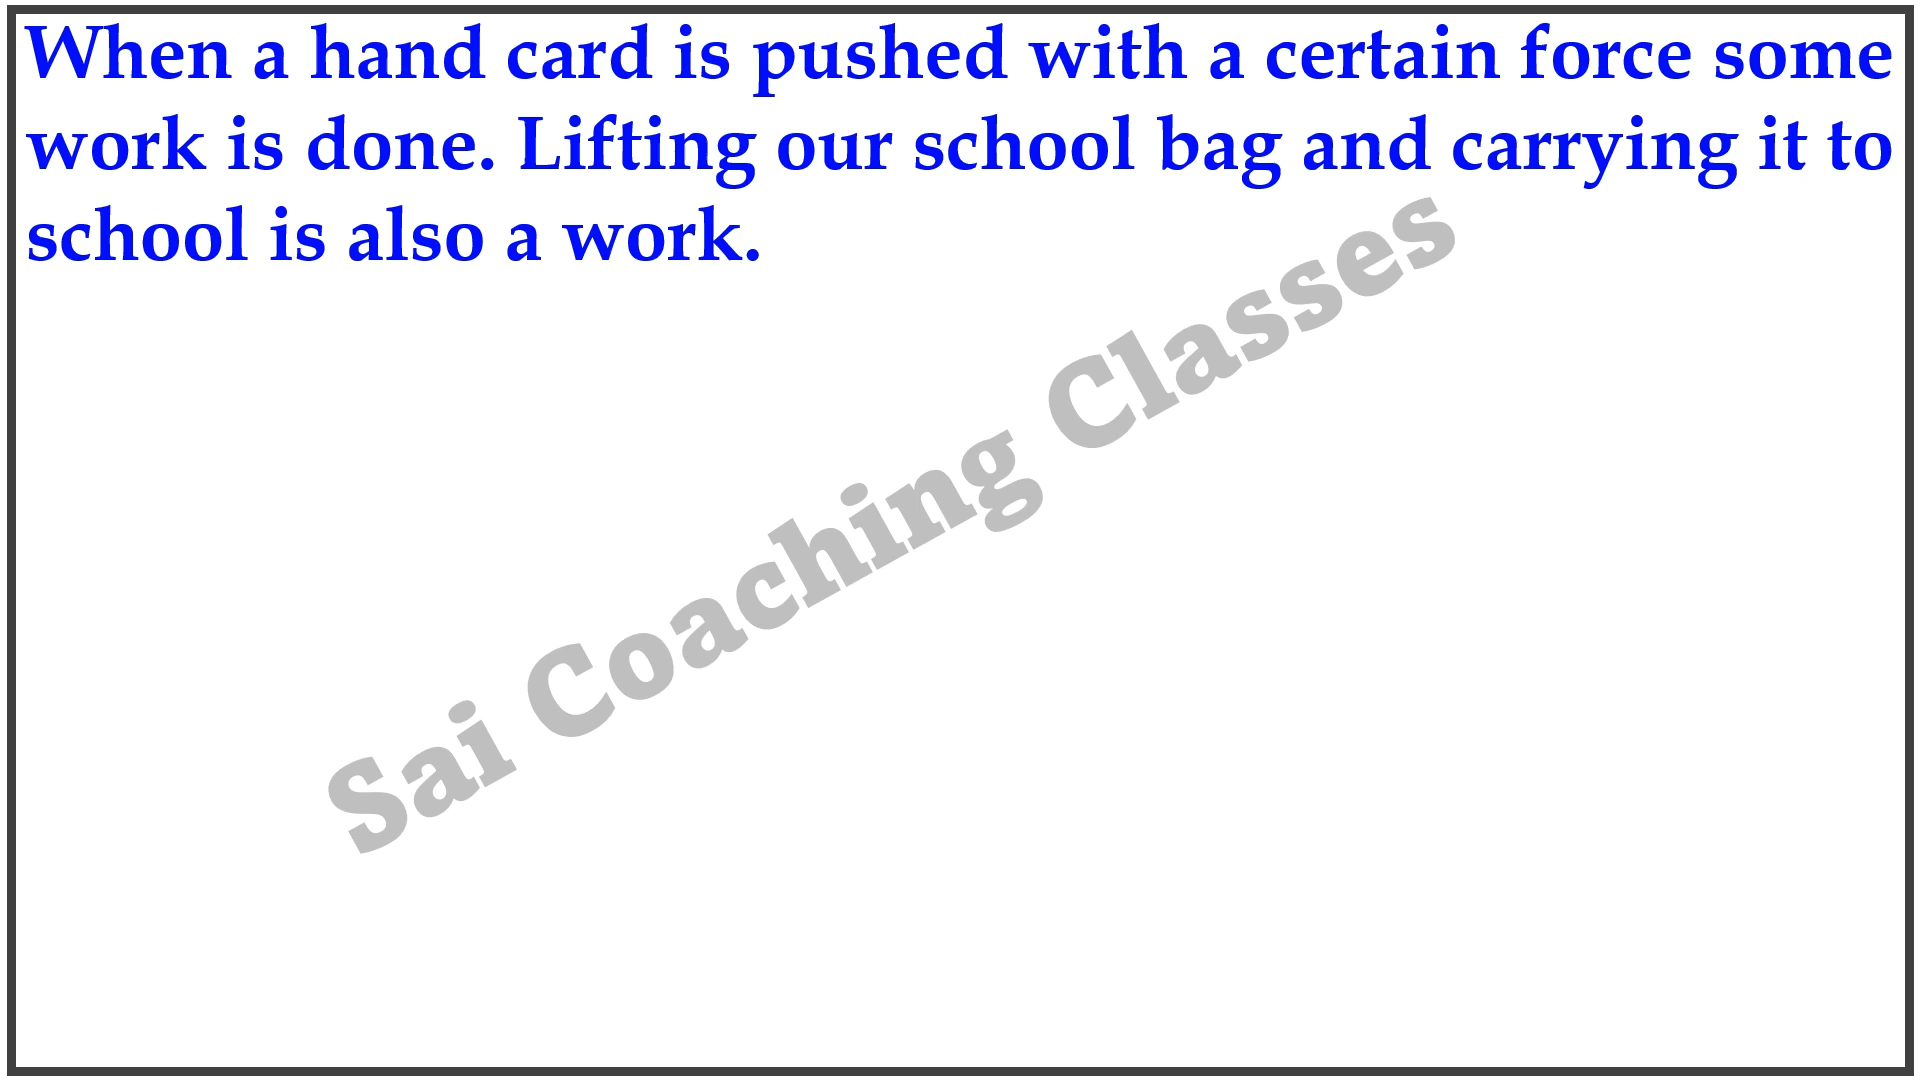 When a hand card is pushed with a certain force some
work is done. Lifting our school bag and carrying it to
school is also a work.
Sai Coaching Classes